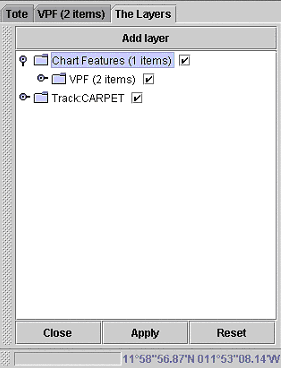 Tote VPF (2 items) The Layers
Add layer
Chart Features (1 items)
VPF (2 items)
Track:CARPET
Close Apply Reset
11°58"56.87'N 011°53"08.14'W